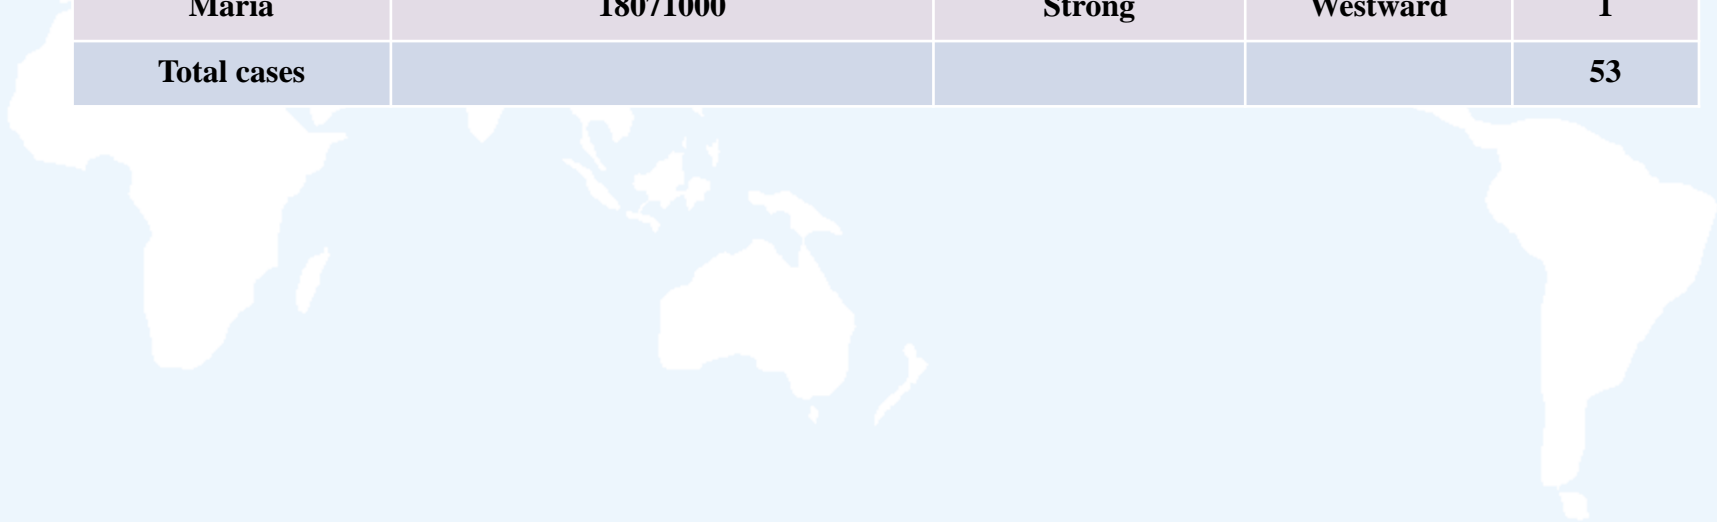 Maria 18071000 Strong Westward 1
Total cases 53